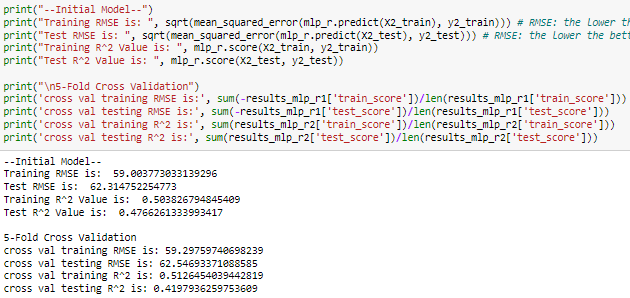 print("--Initial Model--")
print("Training RMSE is: ", sqrt(mean_squared_error(mlp_r.predict(X2_train), y2_train))) # RMSE: the Lower th
print("Test RMSE is: ", sqrt(mean_squared_error(mlp_r.predict(X2_test), y2_test))) # RMSE: the Lower the bett
print("Training R^2 Value is: ", mlp_r.score(X2_train, y2_train))
print("Test R^2 Value is: ", mlp_r.score(X2_test, y2_test))
print("\n5-Fold Cross Validation")
print('cross val training RMSE is:', sum(-results_mlp_r1['train_score'])/len(results_mlp_r1['train_score']))
print('cross val testing RMSE is:', sum(-results_mlp_r1['test_score'])/len(results_mlp_r1['test_score']))
print('cross val training R^2 is:', sum(results_mlp_r2['train_score'])/len(results_mlp_r2['train_score']))
print('cross val testing R^2 is:', sum(results_mlp_r2['test_score'])/len(results_mlp_r2['test_score']))
--Initial Model--
Training RMSE is:  59.003773033139296
Test RMSE is:  62.314752254773
Training R^2 Value is:  0.503826794845409
Test R^2 Value is:  0.4766261333993417
5-Fold Cross Validation
cross val training RMSE is: 59.29759740698239
cross val testing RMSE is: 62.54693371088585
cross val training R^2 is: 0.5126454039442819
cross val testing R^2 is: 0.4197936259753609